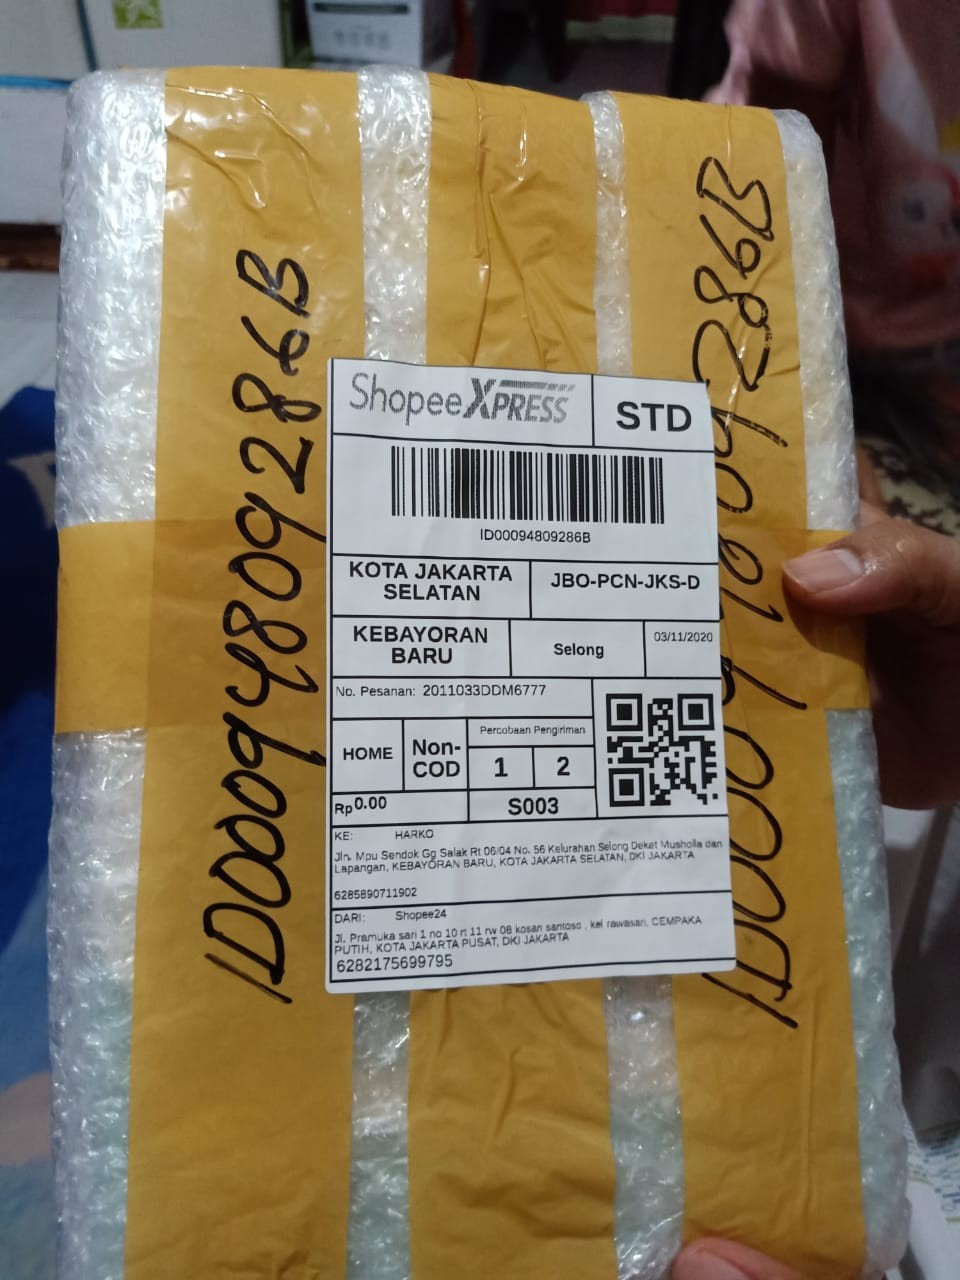 ShopeeXPRESS
STD
ID00094809286B
KOTA JAKARTA
SELATAN
JBO-PCN-JKS-D
KEBAYORAN
BARU
Selong
03/11/2020
No. Pesanan: 2011033DDM6777
HOME
Non-
COD
Percobaan Pengiriman
1
2
Rp0.00
S003
KE: HARKO
Jln. Mpu Sendok Gg Salak Rt 06/04 No. 56 Kelurahan Selong Deket Musholla dan
Lapangan, KEBAYORAN BARU, KOTA JAKARTA SELATAN, DKI JAKARTA
6285890711902
DARI: Shopee24
Jl. Pramuka sari 1 no 10 rt 11 rw 08 kosan santoso , kel rawasari, CEMPAKA
PUTIH, KOTA JAKARTA PUSAT, DKI JAKARTA
6282175699795
ID00094809286B